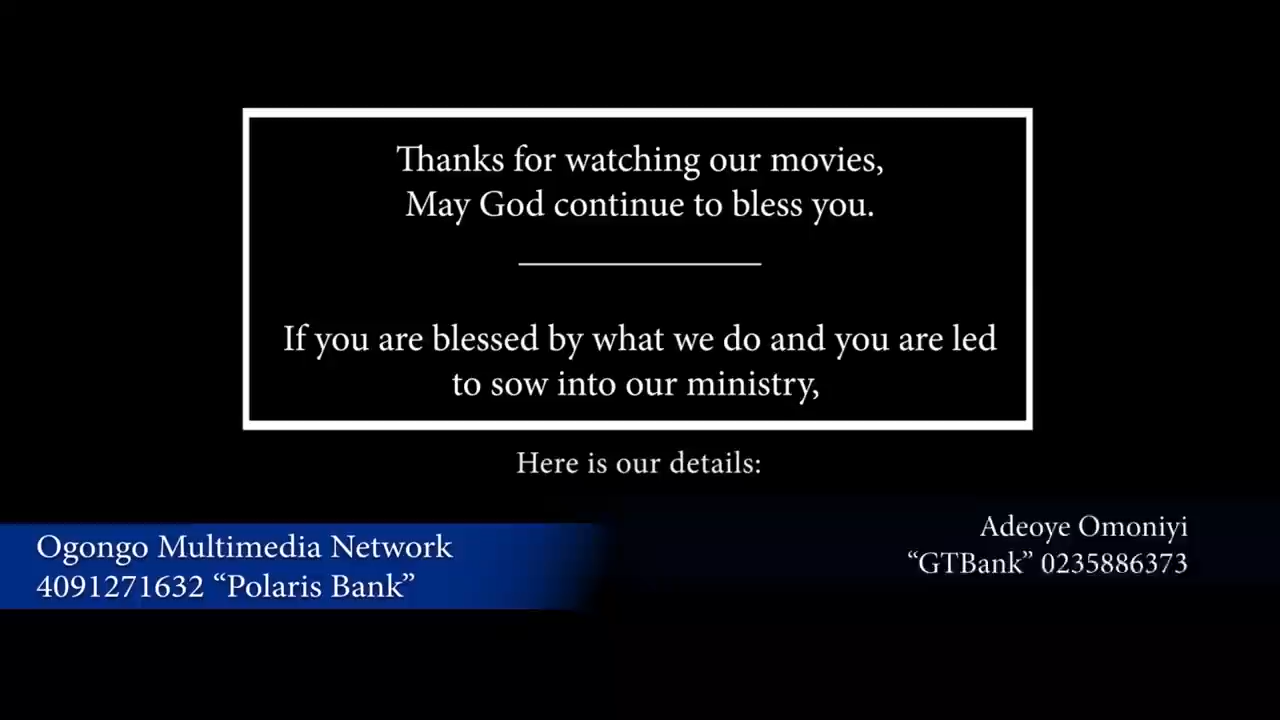 Thanks for watching our movies,
May God continue to bless you.
If you are blessed by what we do and you are led
to sow into our ministry,
Here is our details:
Ogongo Multimedia Network
4091271632 “Polaris Bank”
Adeoye Omoniyi
“GTBank” 0235886373